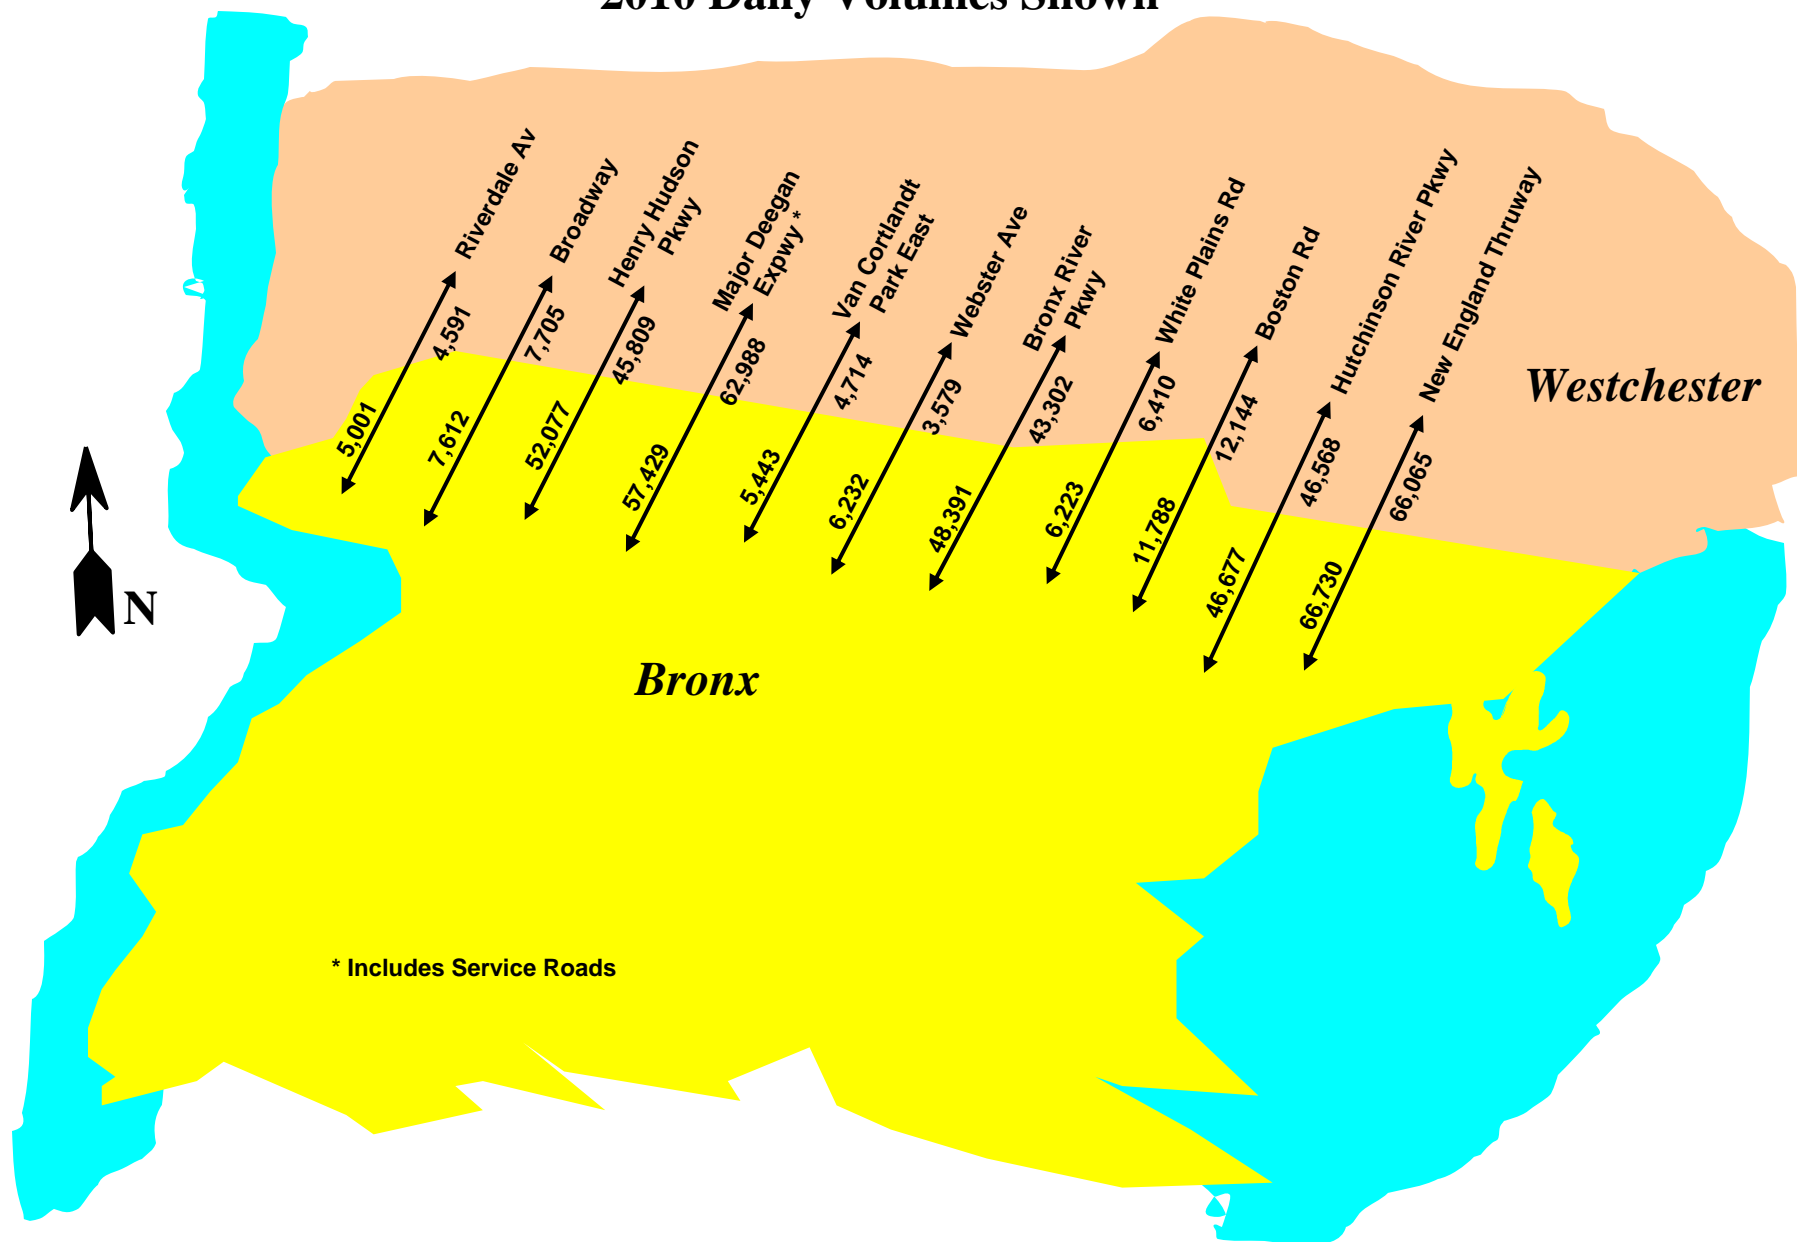 2010 Daily Volumes Shown
Riverdale Av
4,591
5,001
Broadway
7,705
7,612
Henry Hudson
Pkwy
45,809
52,077
Major Deegan
Expwy *
62,988
57,429
Van Cortlandt
Park East
4,714
5,443
Webster Ave
3,579
6,232
Bronx River
Pkwy
43,302
48,391
White Plains Rd
6,410
6,223
Boston Rd
12,144
11,788
Hutchinson River Pkwy
46,568
46,677
New England Thruway
66,065
66,730
Westchester
N
Bronx
* Includes Service Roads